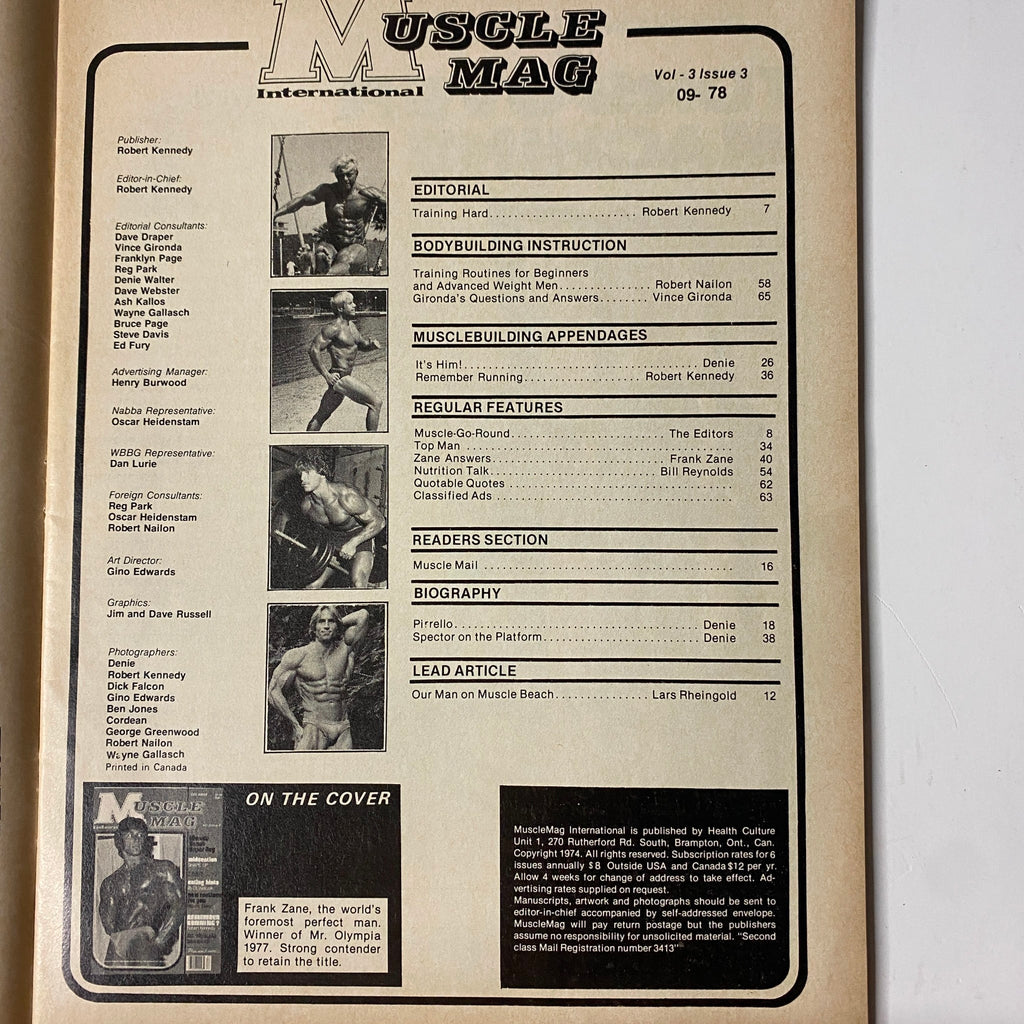 MUSCLE
MAG
International
Vol - 3 Issue 3
09- 78
Publisher:
Robert Kennedy
Editor-in-Chief:
Robert Kennedy
Editorial Consultants:
Dave Draper
Vince Gironda
Franklyn Page
Reg Park
Denie Walter
Dave Webster
Ash Kallos
Wayne Gallasch
Bruce Page
Steve Davis
Ed Fury
Advertising Manager:
Henry Burwood
Nabba Representative:
Oscar Heidenstam
WBBG Representative:
Dan Lurie
Foreign Consultants:
Reg Park
Oscar Heidenstam
Robert Nailon
Art Director:
Gino Edwards
Graphics:
Jim and Dave Russell
Photographers:
Denie
Robert Kennedy
Dick Falcon
Gino Edwards
Ben Jones
Cordean
George Greenwood
Robert Nailon
Wayne Gallasch
Printed in Canada
EDITORIAL
Training Hard........................ Robert Kennedy 7
BODYBUILDING INSTRUCTION
Training Routines for Beginners
and Advanced Weight Men.............. Robert Nailon 58
Gironda's Questions and Answers........ Vince Gironda 65
MUSCLEBUILDING APPENDAGES
It's Him!...................................... Denie 26
Remember Running................... Robert Kennedy 36
REGULAR FEATURES
Muscle-Go-Round......................... The Editors 8
Top Man .......................................... 34
Zane Answers........................... Frank Zane 40
Nutrition Talk.......................... Bill Reynolds 54
Quotable Quotes .................................. 62
Classified Ads .................................... 63
READERS SECTION
Muscle Mail ...................................... 16
BIOGRAPHY
Pirrello........................................ Denie 18
Spector on the Platform......................... Denie 38
LEAD ARTICLE
Our Man on Muscle Beach.............. Lars Rheingold 12
MUSCLE
MAG
ON THE COVER
Frank Zane, the world's
foremost perfect man.
Winner of Mr. Olympia
1977. Strong contender
to retain the title.
MuscleMag International is published by Health Culture
Unit 1, 270 Rutherford Rd. South, Brampton, Ont., Can.
Copyright 1974. All rights reserved. Subscription rates for 6
issues annually $8 Outside USA and Canada $12 per yr.
Allow 4 weeks for change of address to take effect. Ad-
vertising rates supplied on request.
Manuscripts, artwork and photographs should be sent to
editor-in-chief accompanied by self-addressed envelope.
MuscleMag will pay return postage but the publishers
assume no responsibility for unsolicited material. "Second
class Mail Registration number 3413"